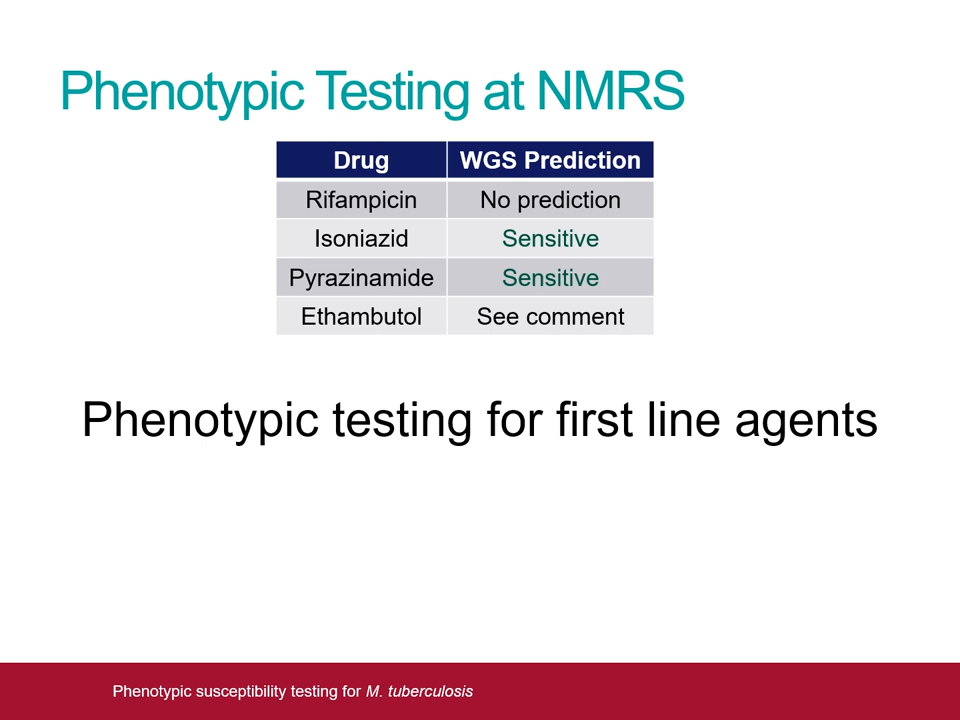 Phenotypic Testing at NMRS
Drug WGS Prediction
Rifampicin No prediction
Isoniazid Sensitive
Pyrazinamide Sensitive
Ethambutol See comment
Phenotypic testing for first line agents
Phenotypic susceptibility testing for M. tuberculosis